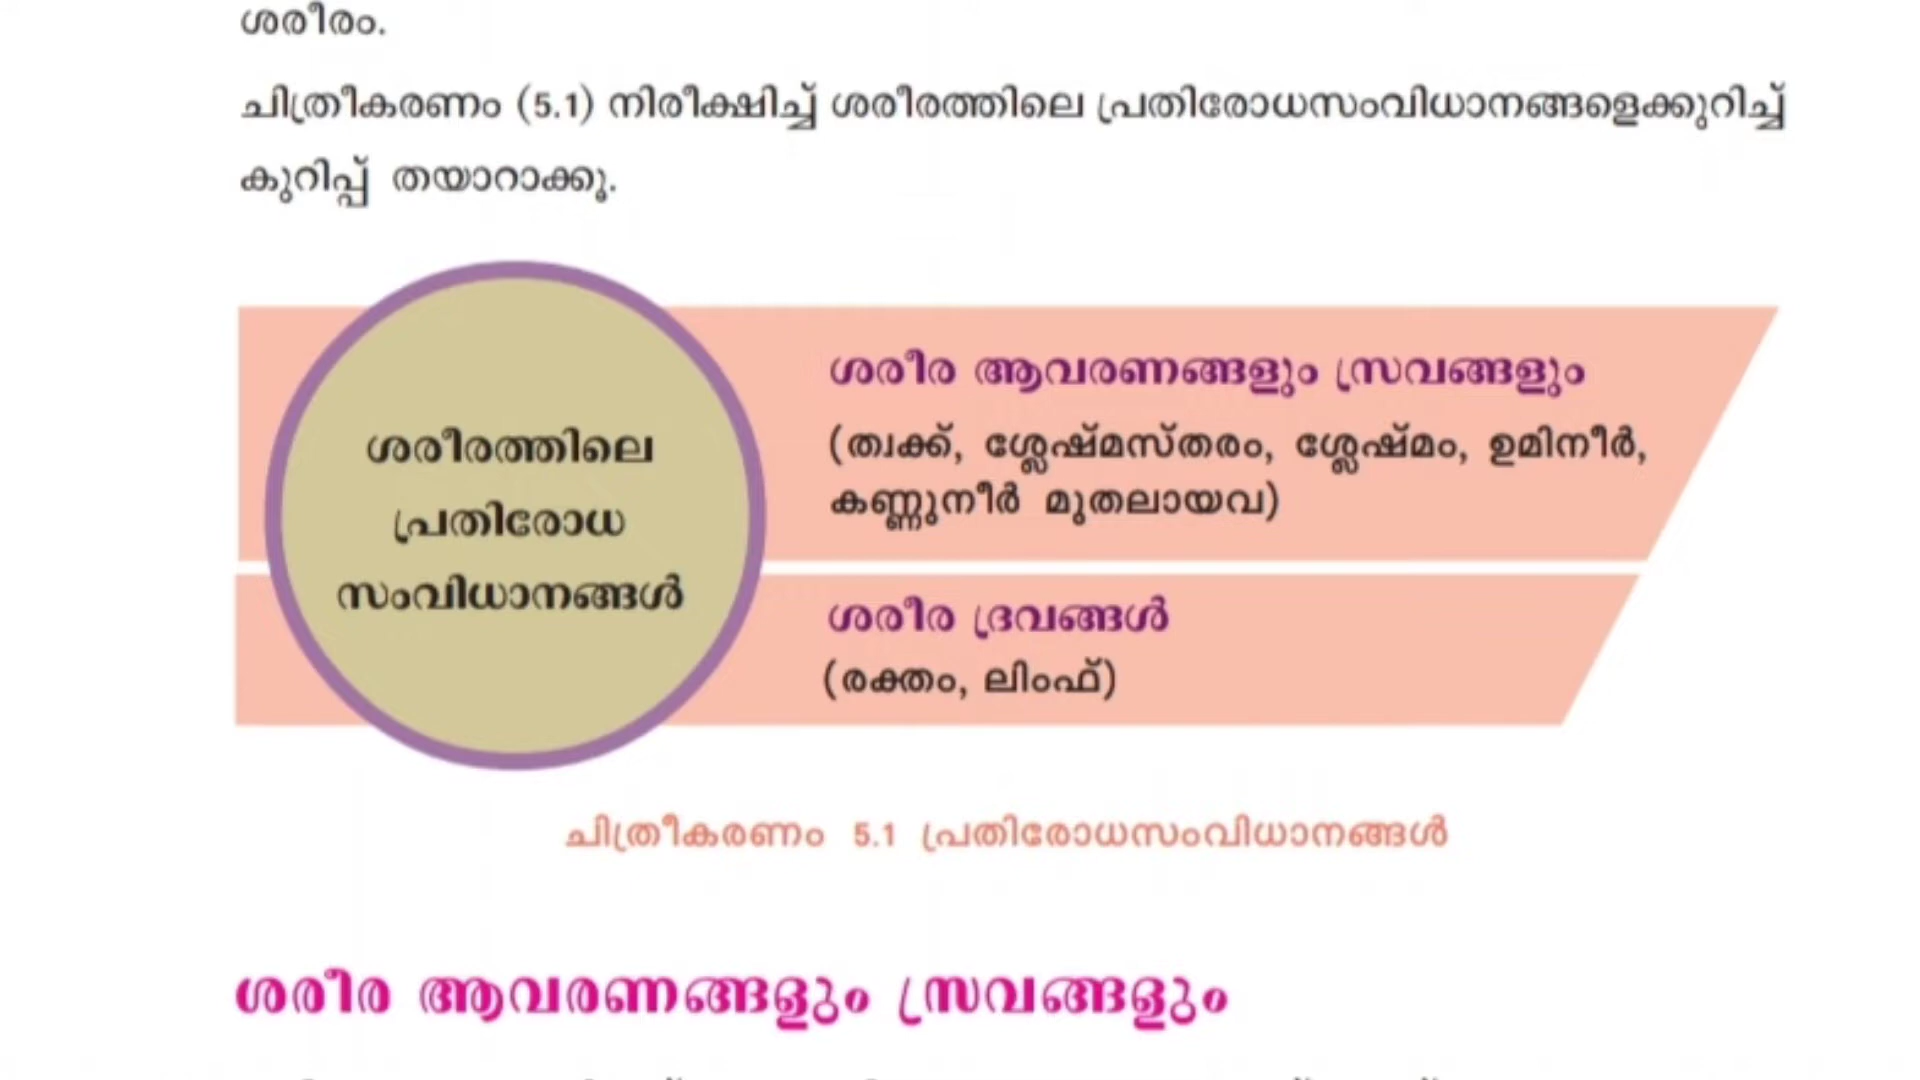 ശരീരം.
ചിത്രീകരണം (5.1) നിരീക്ഷിച്ച് ശരീരത്തിലെ പ്രതിരോധസംവിധാനങ്ങളെക്കുറിച്ച്
കുറിപ്പ് തയാറാക്കൂ.
ശരീരത്തിലെ
പ്രതിരോധ
സംവിധാനങ്ങൾ
ശരീര ആവരണങ്ങളും സ്രവങ്ങളും
(ത്വക്ക്, ശ്ലേഷ്മസ്തരം, ശ്ലേഷ്മം, ഉമിനീർ,
കണ്ണുനീർ മുതലായവ)
ശരീര ദ്രവങ്ങൾ
(രക്തം, ലിംഫ്)
ചിത്രീകരണം 5.1 പ്രതിരോധസംവിധാനങ്ങൾ
ശരീര ആവരണങ്ങളും സ്രവങ്ങളും